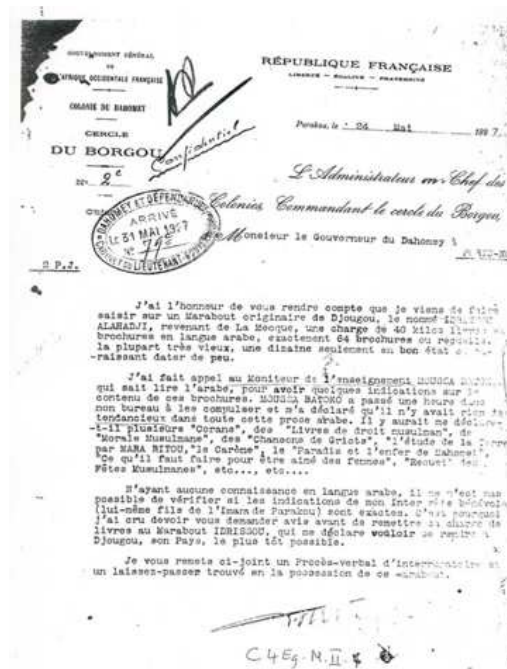 GOUVERNEMENT GÉNÉRAL
DE
L'AFRIQUE OCCIDENTALE FRANÇAISE
COLONIE DU DAHOMEY
CERCLE
DU BORGOU
Confidentiel
RÉPUBLIQUE FRANÇAISE
LIBERTÉ - ÉGALITÉ - FRATERNITÉ
Parakou, le 24 Mai
L'Administrateur en Chef des
Colonies, Commandant le cercle du Borgou,
à Monsieur le Gouverneur du Dahomey
DAHOMEY ET DÉPENDANCES
ARRIVÉ
LE 31 MAI 1927
3 P.J.
J'ai l'honneur de vous rendre compte que je viens de faire
saisir sur un Marabout originaire de Djougou, le nommé
ALAHADJI, revenant de La Mecque, une charge de 40 kilos
brochures en langue arabe, exactement 64 brochures ou
la plupart très vieux, une dizaine seulement en bon état
-raissant dater de peu.
J'ai fait appel au Moniteur de l'enseignement MOUSSA
qui sait lire l'arabe, pour avoir quelques indications sur le
contenu de ces brochures. MOUSSA BATOKO a passé une heure dans
mon bureau à les compulser et m'a déclaré qu'il n'y avait rien de
tendancieux dans toute cette prose arabe. Il y aurait me déclare-
-t-il plusieurs "Corans", des "Livres de droit musulman", de
"Morale Musulmane", des "Chansons de Griots", "l'étude de la
par MARA RITOU, "le Carême", le "Paradis et l'enfer de Mahomet",
"Ce qu'il faut faire pour être aimé des femmes", "Recueil des
Fêtes Musulmanes", etc..., etc....
N'ayant aucune connaissance en langue arabe, il ne m'est pas
possible de vérifier si les indications de mon bénévole
(lui-même fils de l'Imam de Parakou) sont exactes. C'est pourquoi
j'ai cru devoir vous demander avis avant de remettre sa charge de
livres au Marabout IDRISSOU, qui me déclare vouloir se rendre à
Djougou, son Pays, le plus tôt possible.
Je vous remets ci-joint un Procès-verbal d'interrogatoire et
un laissez-passer trouvé en la possession de ce marabout.